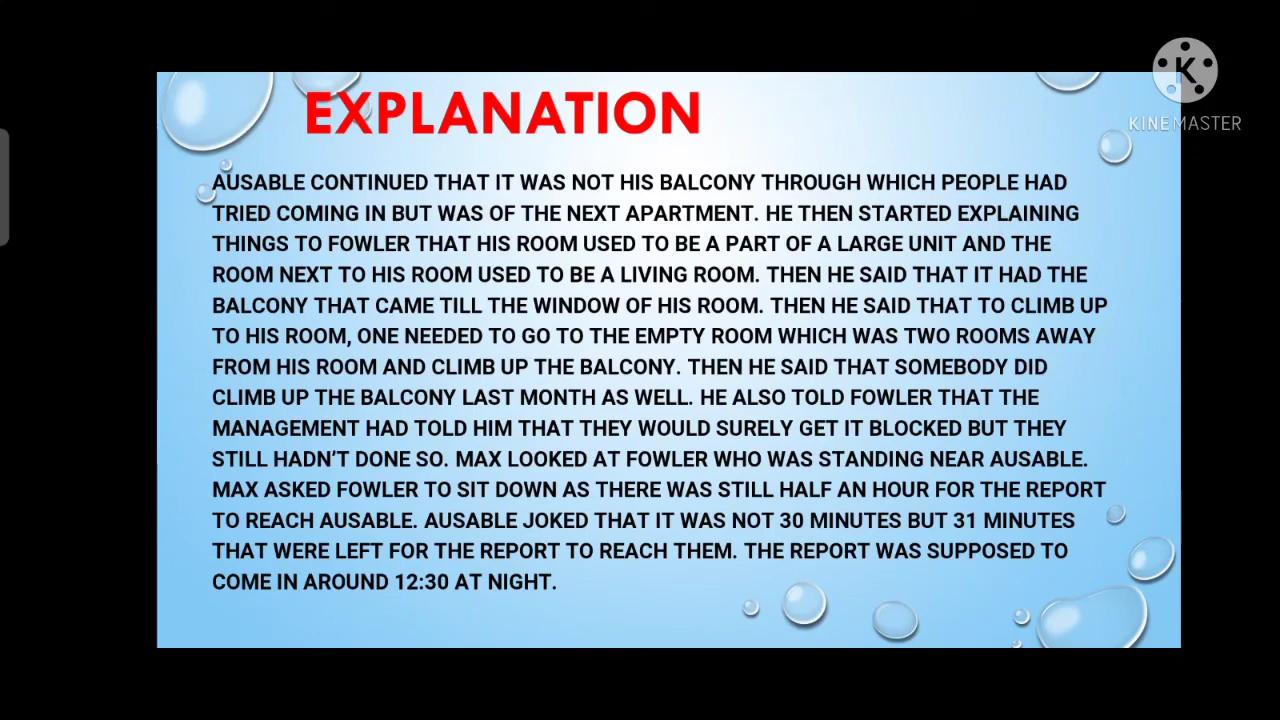 EXPLANATION
AUSABLE CONTINUED THAT IT WAS NOT HIS BALCONY THROUGH WHICH PEOPLE HAD
TRIED COMING IN BUT WAS OF THE NEXT APARTMENT. HE THEN STARTED EXPLAINING
THINGS TO FOWLER THAT HIS ROOM USED TO BE A PART OF A LARGE UNIT AND THE
ROOM NEXT TO HIS ROOM USED TO BE A LIVING ROOM. THEN HE SAID THAT IT HAD THE
BALCONY THAT CAME TILL THE WINDOW OF HIS ROOM. THEN HE SAID THAT TO CLIMB UP
TO HIS ROOM, ONE NEEDED TO GO TO THE EMPTY ROOM WHICH WAS TWO ROOMS AWAY
FROM HIS ROOM AND CLIMB UP THE BALCONY. THEN HE SAID THAT SOMEBODY DID
CLIMB UP THE BALCONY LAST MONTH AS WELL. HE ALSO TOLD FOWLER THAT THE
MANAGEMENT HAD TOLD HIM THAT THEY WOULD SURELY GET IT BLOCKED BUT THEY
STILL HADN'T DONE SO. MAX LOOKED AT FOWLER WHO WAS STANDING NEAR AUSABLE.
MAX ASKED FOWLER TO SIT DOWN AS THERE WAS STILL HALF AN HOUR FOR THE REPORT
TO REACH AUSABLE. AUSABLE JOKED THAT IT WAS NOT 30 MINUTES BUT 31 MINUTES
THAT WERE LEFT FOR THE REPORT TO REACH THEM. THE REPORT WAS SUPPOSED TO
COME IN AROUND 12:30 AT NIGHT.
K
KINEMASTER